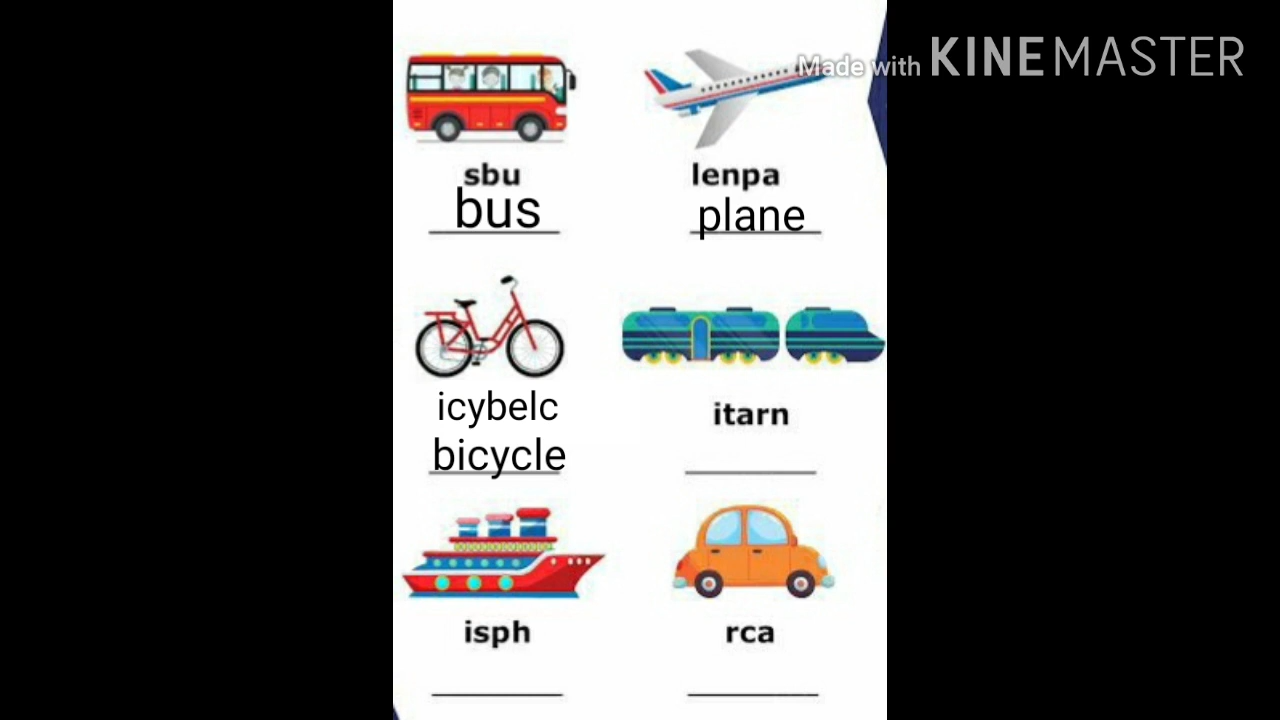 Made with KINEMASTER
sbu
bus
lenpa
plane
icybelc
bicycle
itarn
isph
rca